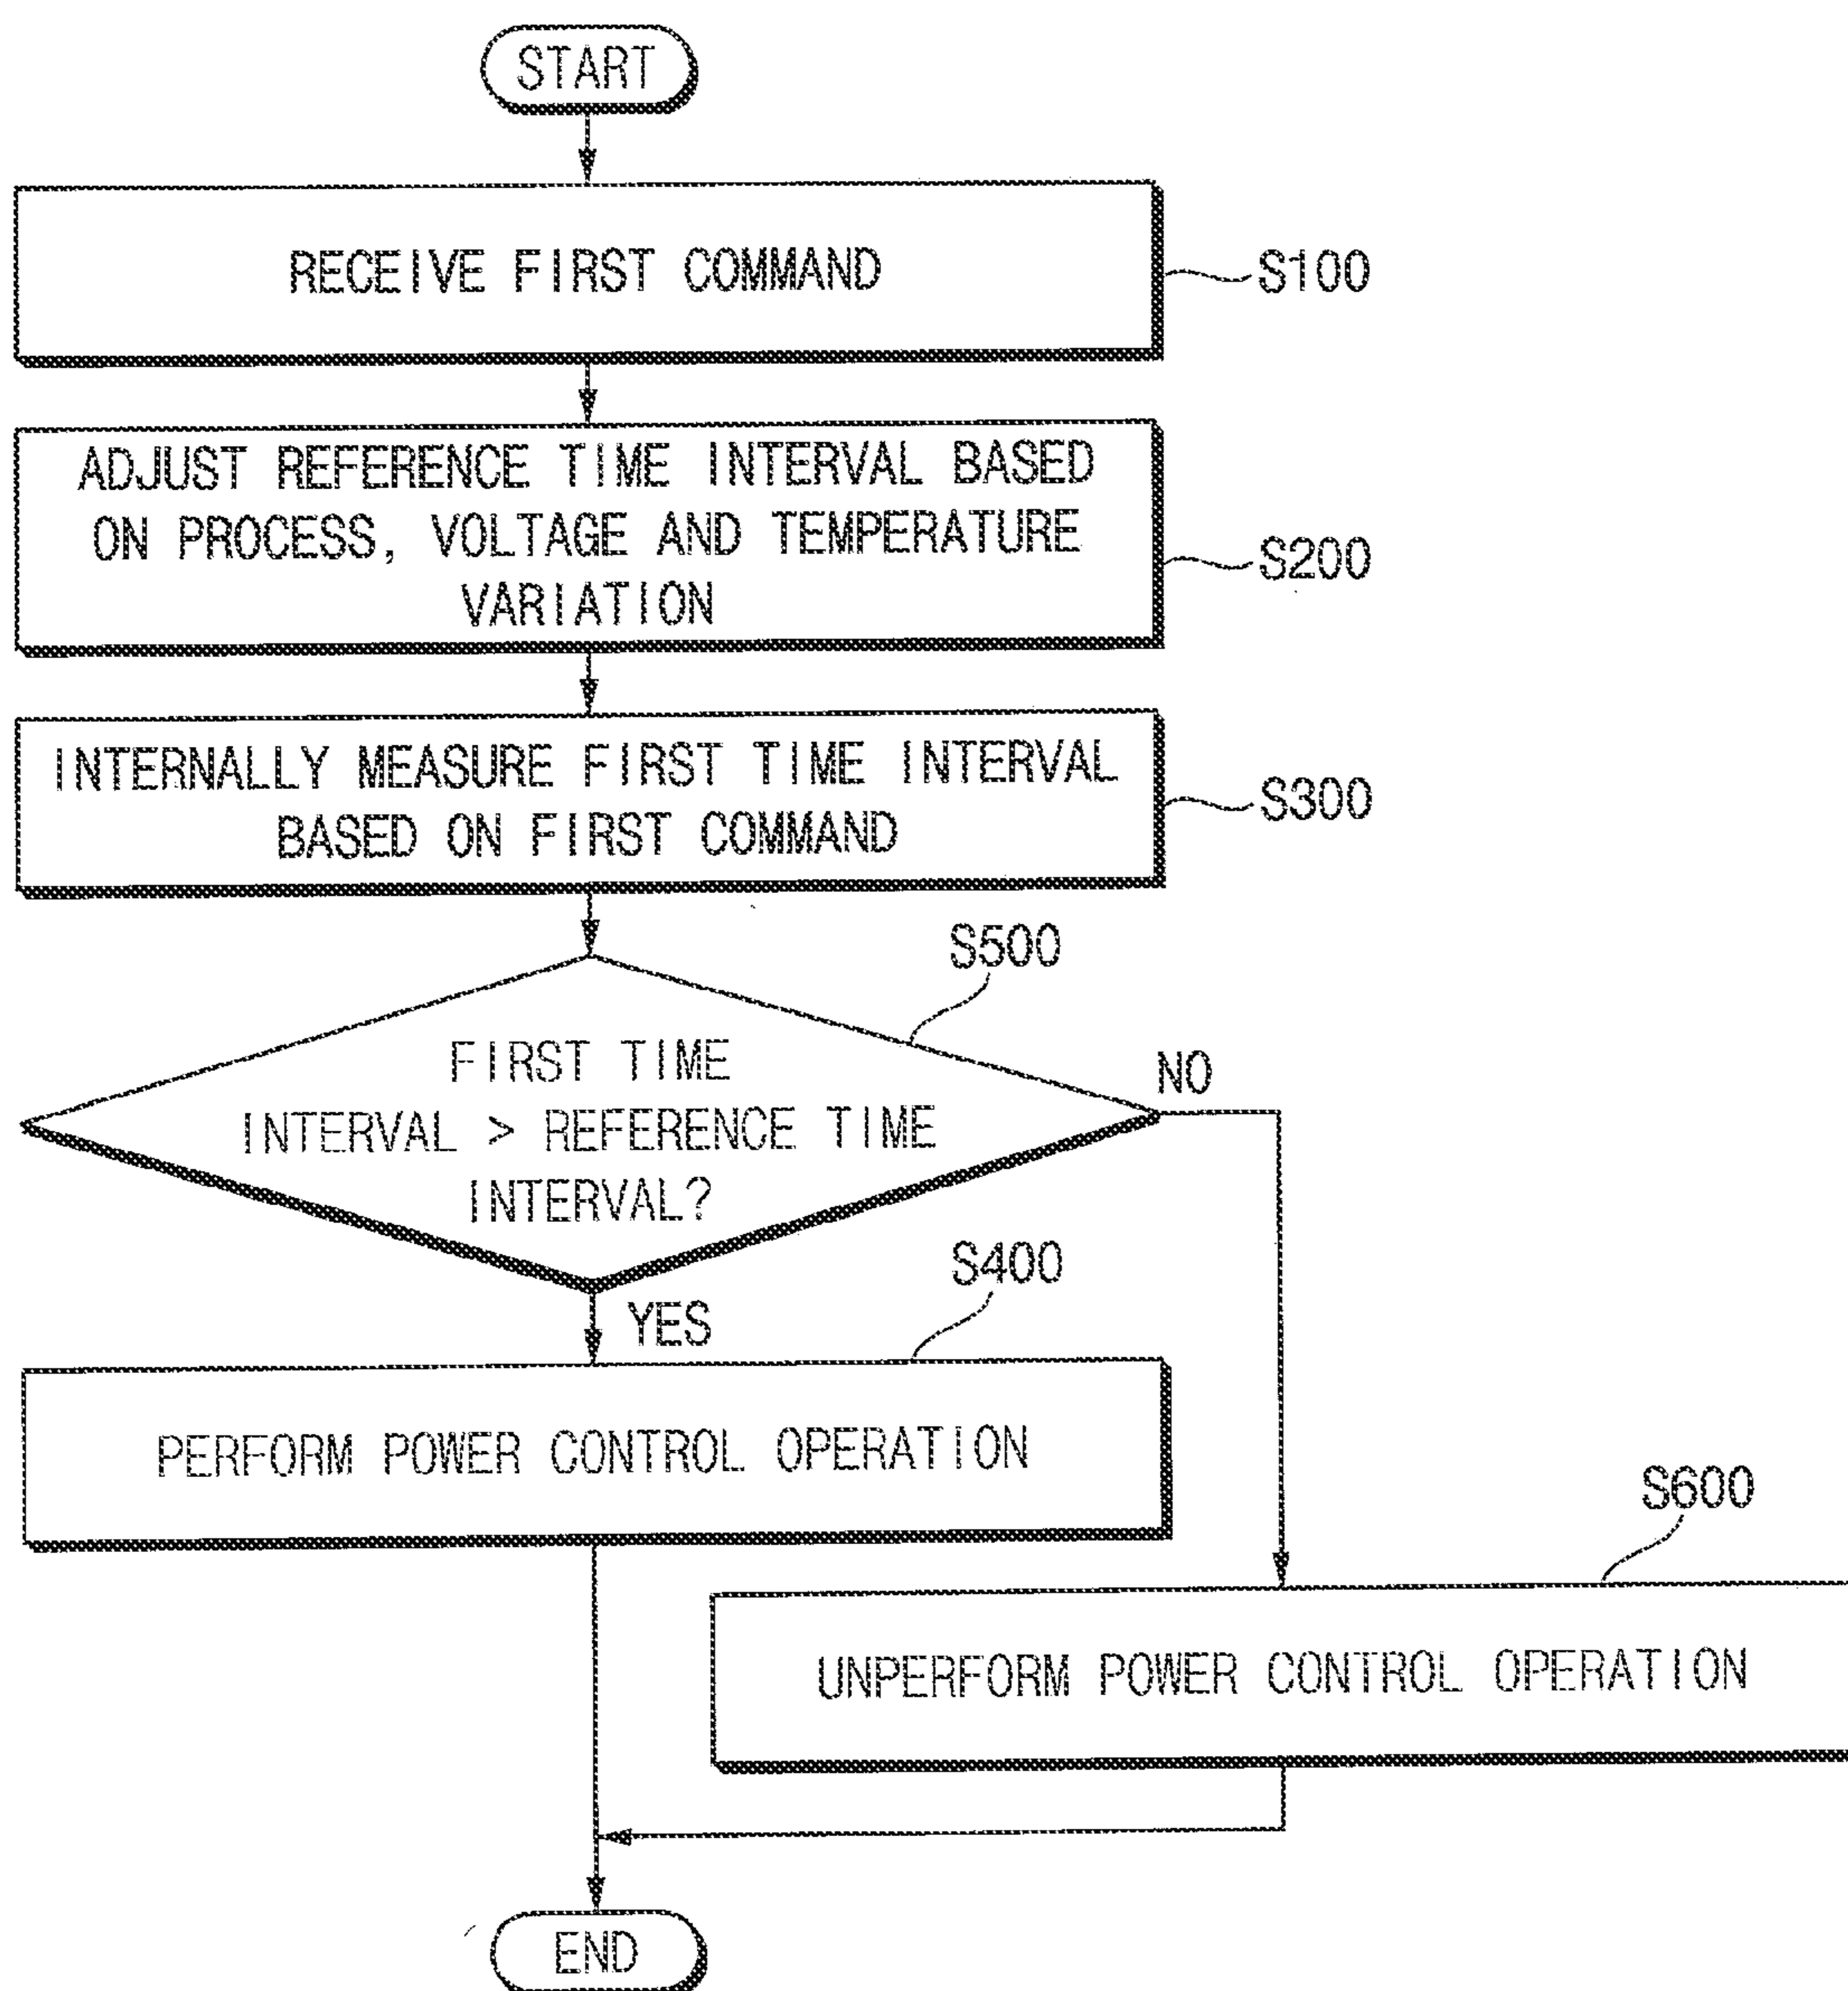 START
RECEIVE FIRST COMMAND
S100
ADJUST REFERENCE TIME INTERVAL BASED
ON PROCESS, VOLTAGE AND TEMPERATURE
VARIATION
S200
INTERNALLY MEASURE FIRST TIME INTERVAL
BASED ON FIRST COMMAND
S300
S500
FIRST TIME
INTERVAL > REFERENCE TIME
INTERVAL?
NO
YES
S400
PERFORM POWER CONTROL OPERATION
S600
UNPERFORM POWER CONTROL OPERATION
END